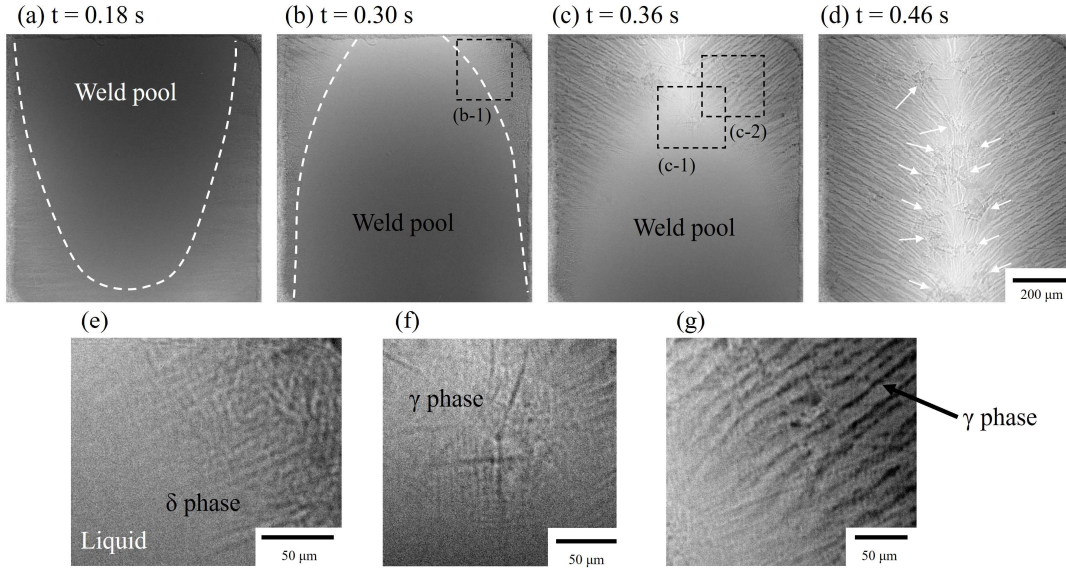 (a) t = 0.18 s
(b) t = 0.30 s
(c) t = 0.36 s
(d) t = 0.46 s
Weld pool
(b-1)
Weld pool
(c-2)
(c-1)
Weld pool
200 μm
(e)
(f)
(g)
γ phase
γ phase
δ phase
Liquid
50 μm
50 μm
50 μm